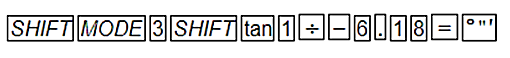 SHIFT MODE 3 SHIFT tan 1 ÷ − 6 . 1 8 = ° " '